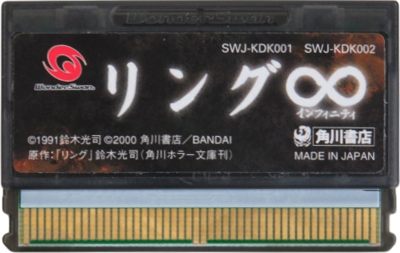 SWJ-KDK001 SWJ-KDK002
WonderSwan
リング∞
インフィニティ
©1991鈴木光司 ©2000 角川書店／BANDAI
角川書店
原作:「リング」鈴木光司（角川ホラー文庫刊）
MADE IN JAPAN